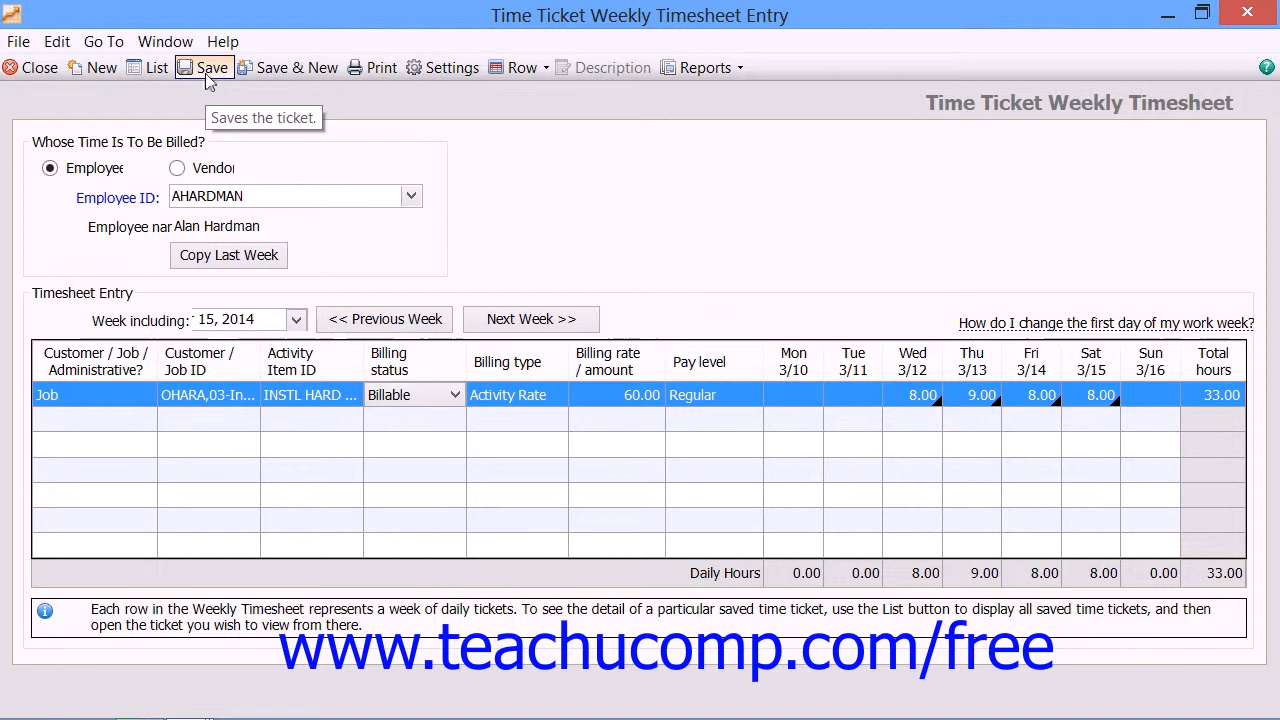 Time Ticket Weekly Timesheet Entry
File Edit Go To Window Help
Close New List Save Save & New Print Settings Row Description Reports
Saves the ticket.
Time Ticket Weekly Timesheet
Whose Time Is To Be Billed?
Employee Vendor
Employee ID: AHARDMAN
Employee nar Alan Hardman
Copy Last Week
Timesheet Entry
Week including: 15, 2014 << Previous Week Next Week >> How do I change the first day of my work week?
Customer / Job / Administrative? Customer / Job ID Activity Item ID Billing status Billing type Billing rate / amount Pay level Mon 3/10 Tue 3/11 Wed 3/12 Thu 3/13 Fri 3/14 Sat 3/15 Sun 3/16 Total hours
Job OHARA,03-In... INSTL HARD ... Billable Activity Rate 60.00 Regular 8.00 9.00 8.00 8.00 33.00
Daily Hours 0.00 0.00 8.00 9.00 8.00 8.00 0.00 33.00
Each row in the Weekly Timesheet represents a week of daily tickets. To see the detail of a particular saved time ticket, use the List button to display all saved time tickets, and then
open the ticket you wish to view from there.
www.teachucomp.com/free